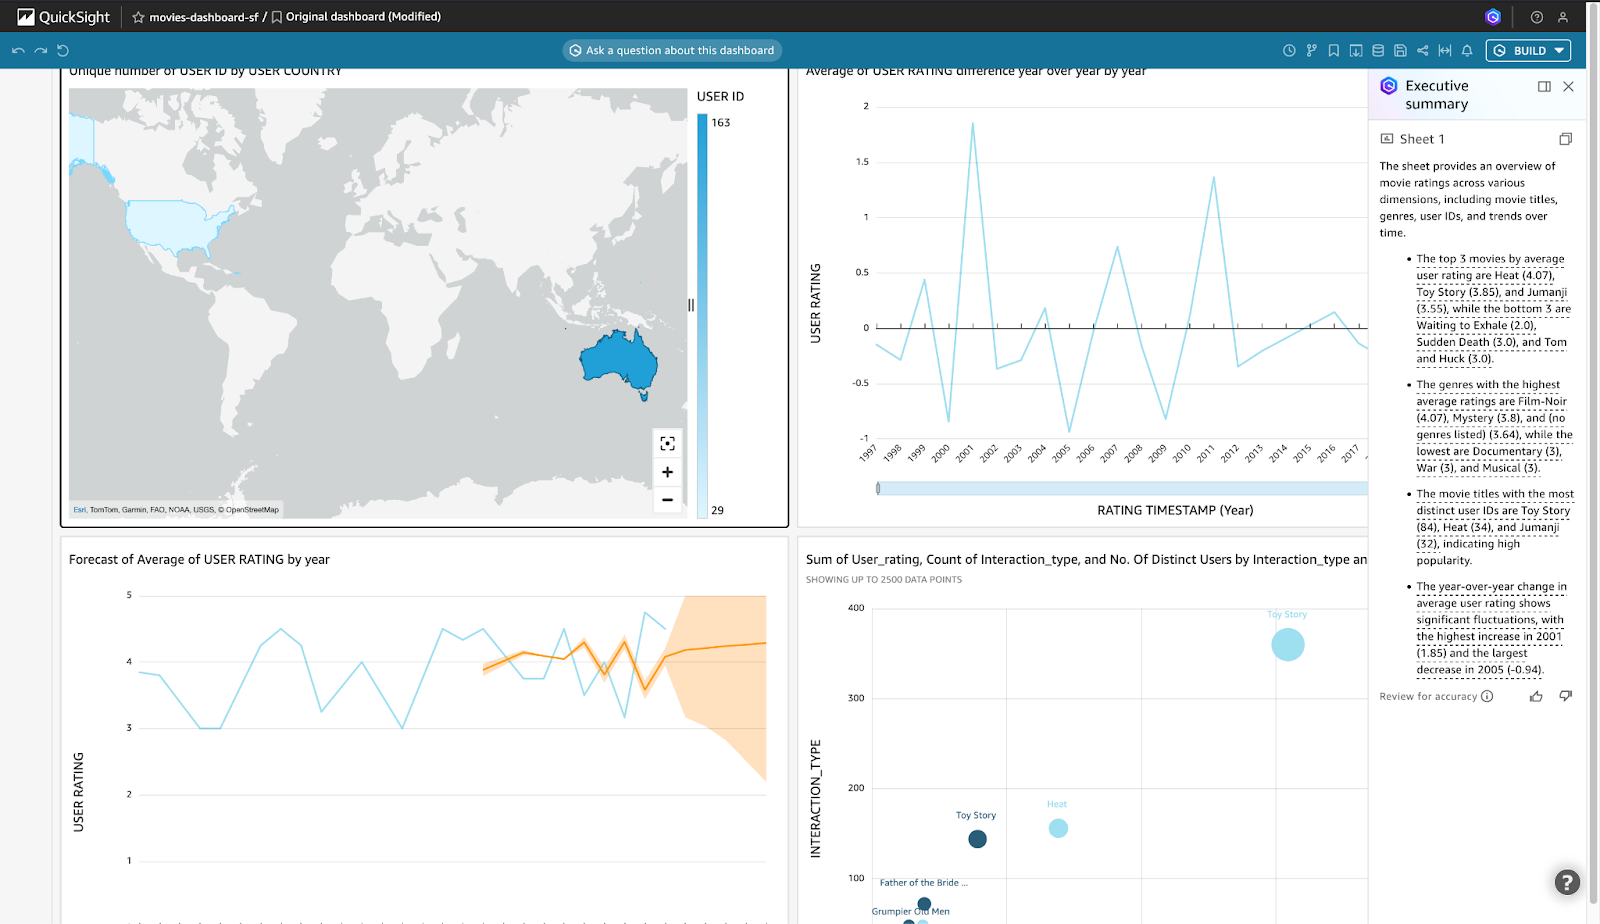 QuickSight
movies-dashboard-sf / Original dashboard (Modified)
Ask a question about this dashboard
BUILD
Unique number of USER ID by USER COUNTRY
USER ID
163
29
Esri, TomTom, Garmin, FAO, NOAA, USGS, © OpenStreetMap
Average of USER RATING difference year over year by year
USER RATING
2
1.5
1
0.5
0
-0.5
-1
1997
1998
1999
2000
2001
2002
2003
2004
2005
2006
2007
2008
2009
2010
2011
2012
2013
2014
2015
2016
2017
RATING TIMESTAMP (Year)
Forecast of Average of USER RATING by year
USER RATING
5
4
3
2
1
Sum of User_rating, Count of Interaction_type, and No. Of Distinct Users by Interaction_type an
SHOWING UP TO 2500 DATA POINTS
INTERACTION_TYPE
400
300
200
100
Toy Story
Heat
Toy Story
Father of the Bride ...
Grumpier Old Men
Executive
summary
Sheet 1
The sheet provides an overview of
movie ratings across various
dimensions, including movie titles,
genres, user IDs, and trends over
time.
• The top 3 movies by average
user rating are Heat (4.07),
Toy Story (3.85), and Jumanji
(3.55), while the bottom 3 are
Waiting to Exhale (2.0),
Sudden Death (3.0), and Tom
and Huck (3.0).
• The genres with the highest
average ratings are Film-Noir
(4.07), Mystery (3.8), and (no
genres listed) (3.64), while the
lowest are Documentary (3),
War (3), and Musical (3).
• The movie titles with the most
distinct user IDs are Toy Story
(84), Heat (34), and Jumanji
(32), indicating high
popularity.
• The year-over-year change in
average user rating shows
significant fluctuations, with
the highest increase in 2001
(1.85) and the largest
decrease in 2005 (-0.94).
Review for accuracy
?